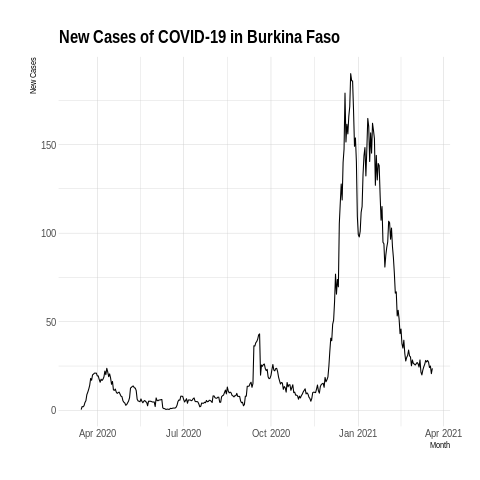 New Cases of COVID-19 in Burkina Faso
New Cases
150
100
50
0
Apr 2020 Jul 2020 Oct 2020 Jan 2021 Apr 2021
Month